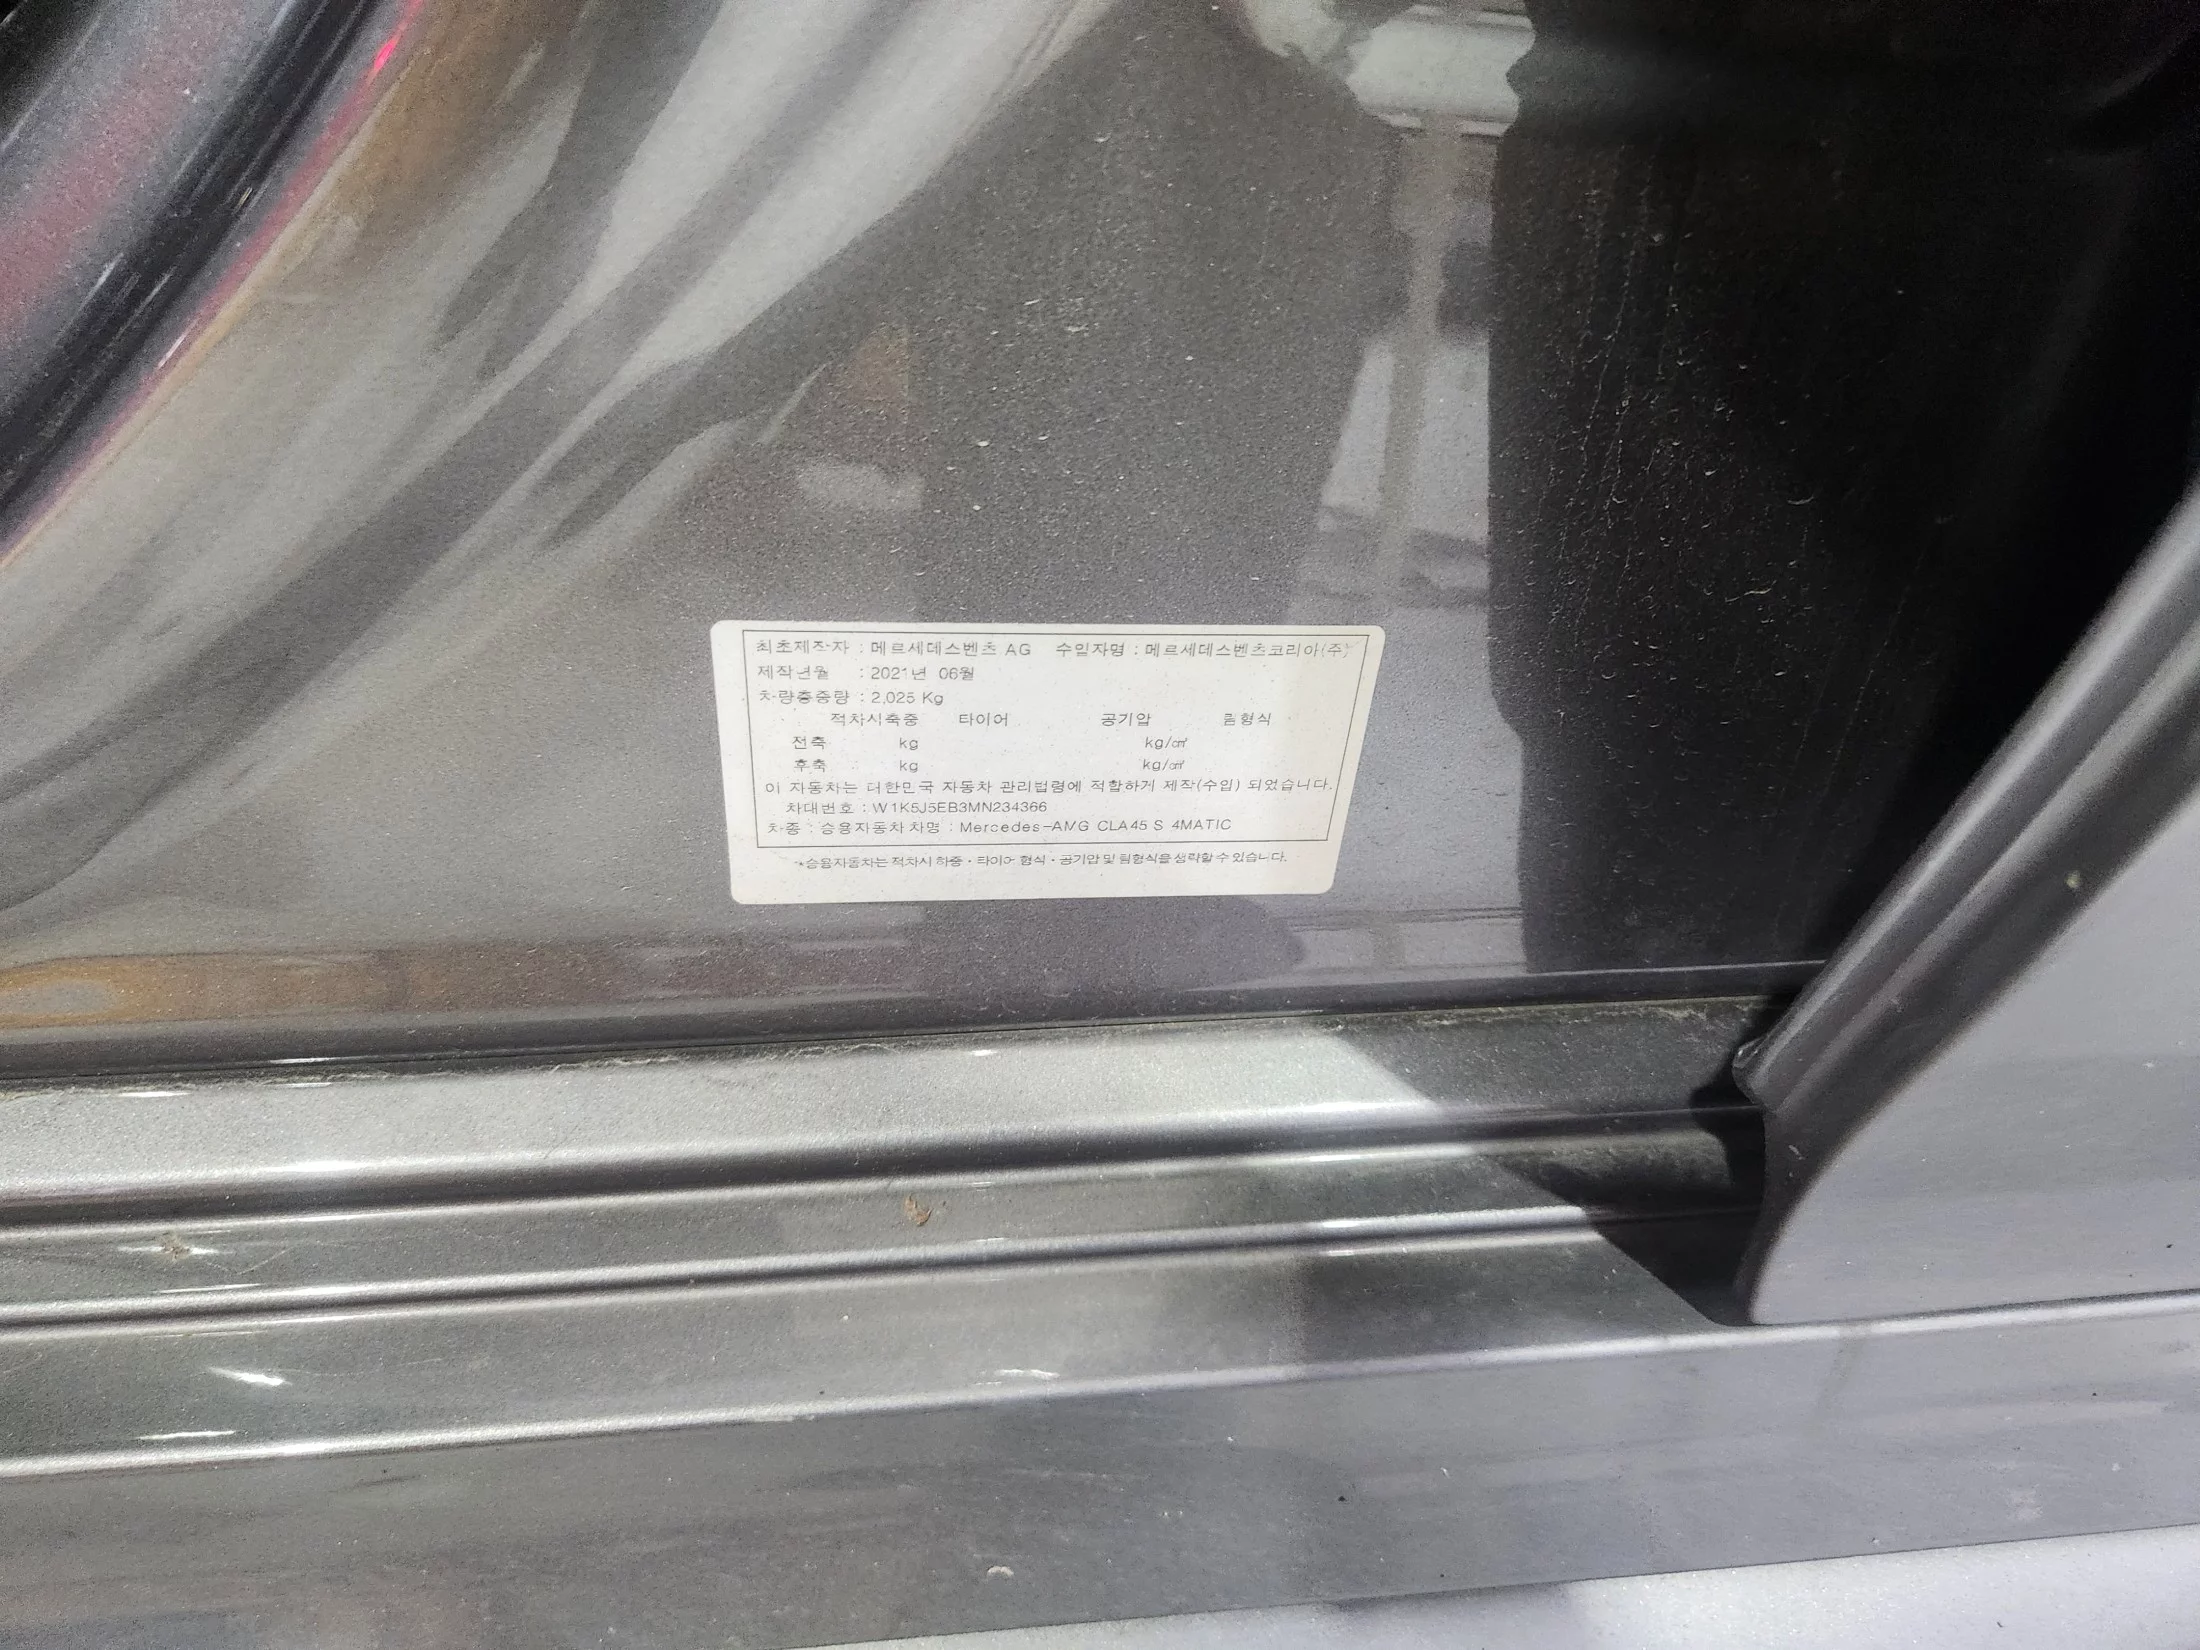 최초제작자 : 메르세데스벤츠 AG 수입자명 : 메르세데스벤츠코리아(주)
제작년월 : 2021년 06월
차량총중량 : 2,025 Kg
적차시축중 타이어 공기압 림형식
전축 kg kg/㎠
후축 kg kg/㎠
이 자동차는 대한민국 자동차 관리법령에 적합하게 제작(수입) 되었습니다.
차대번호 : W1K5J5EB3MN234366
차종 : 승용자동차 차명 : Mercedes-AMG CLA45 S 4MATIC
*승용자동차는 적차시 하중·타이어 형식·공기압 및 림형식을 생략할 수 있습니다.